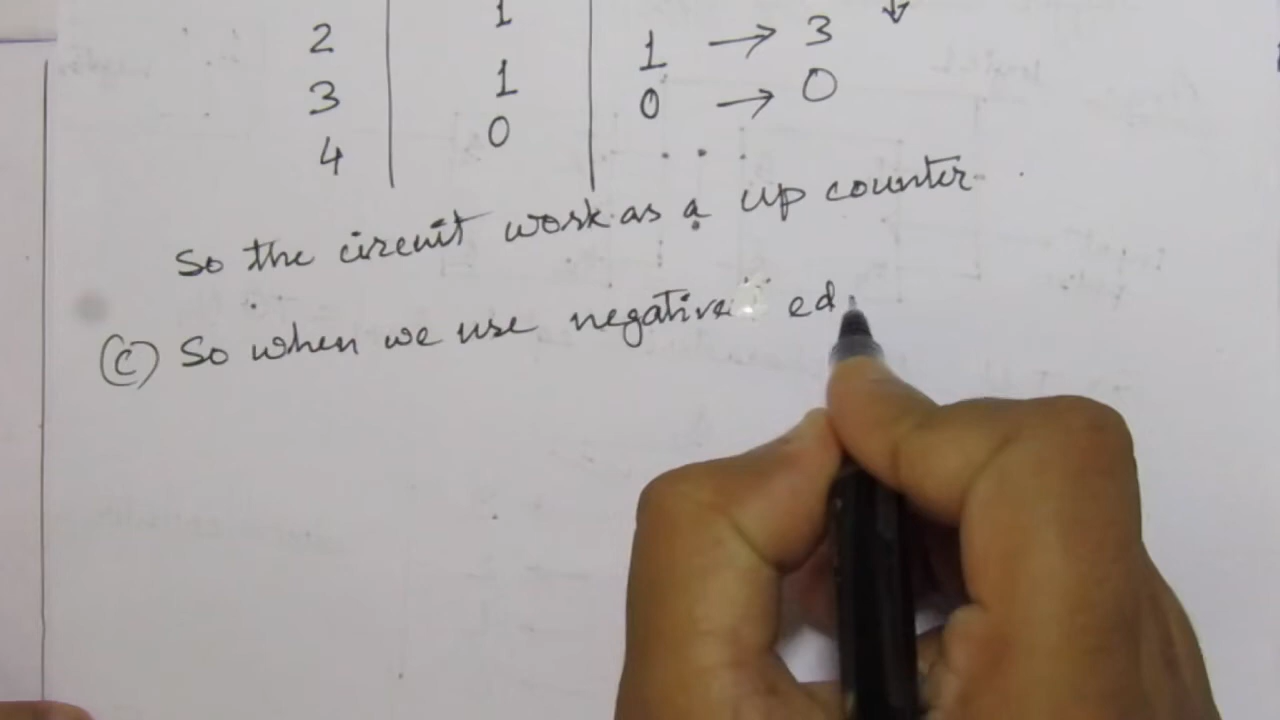 2 1 1 → 3 ↓
3 1 0 → 0
4 0 ...
So the circuit work as a up counter.
(C) So when we use negative ed